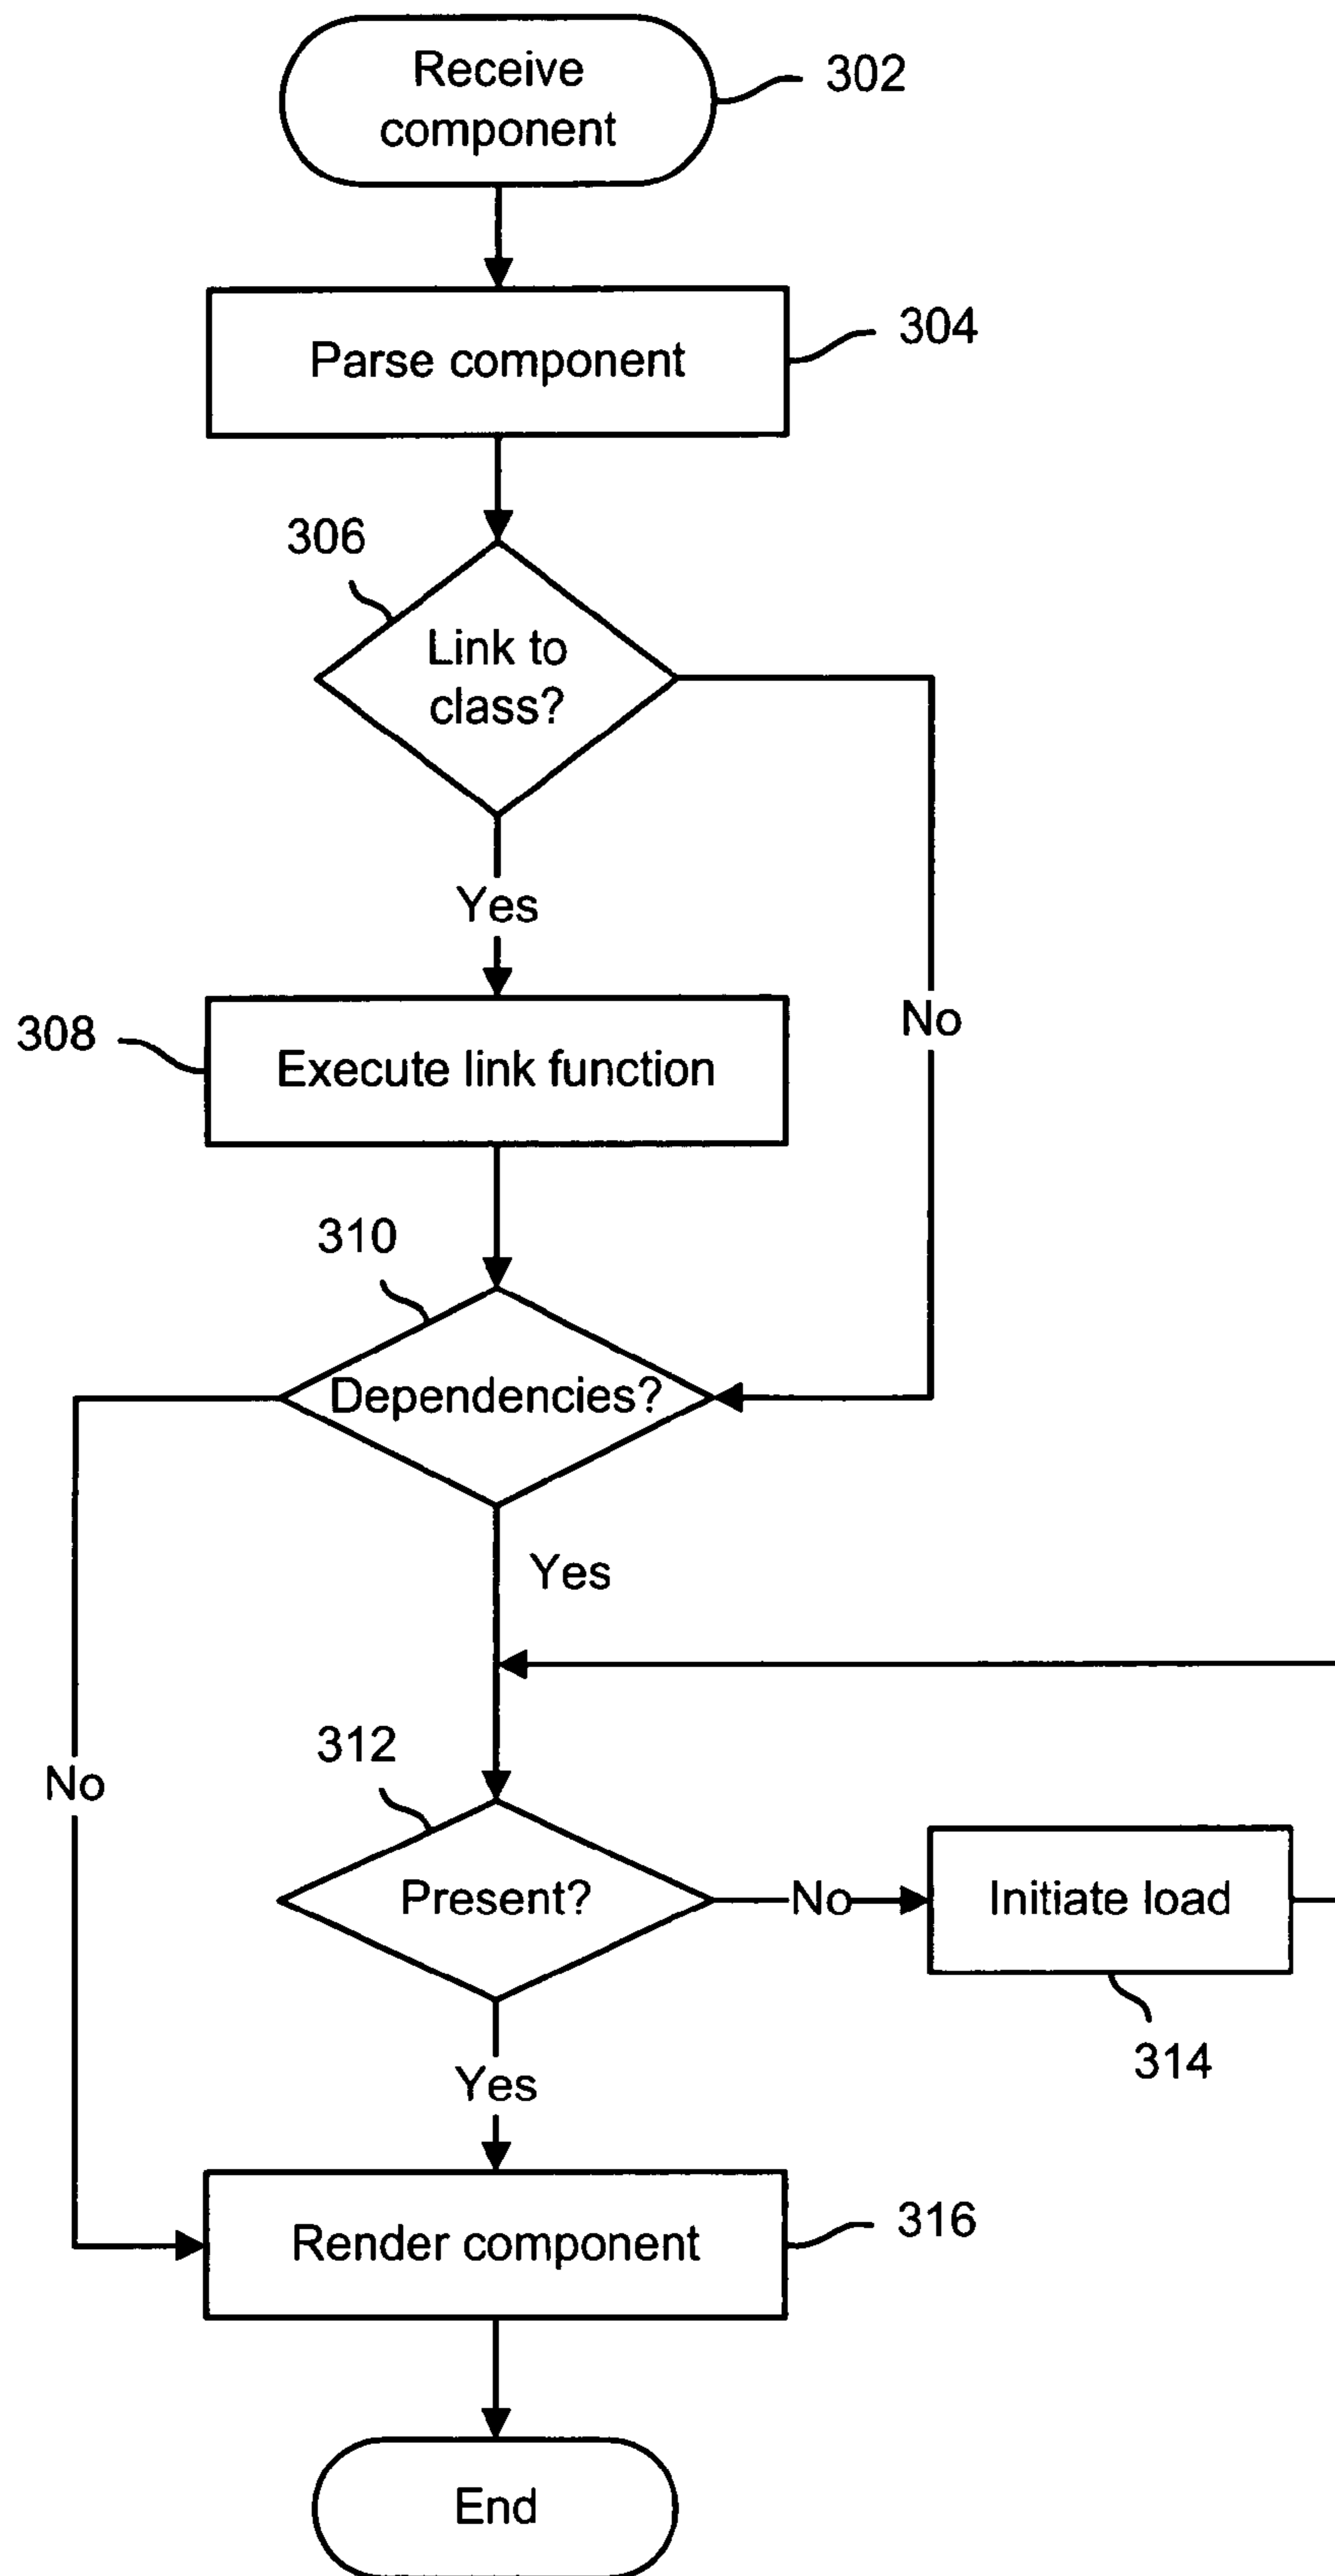 Receive
component
302
Parse component
304
306
Link to
class?
Yes
No
308
Execute link function
310
Dependencies?
Yes
312
No
Present?
No
Initiate load
314
Yes
Render component
316
End